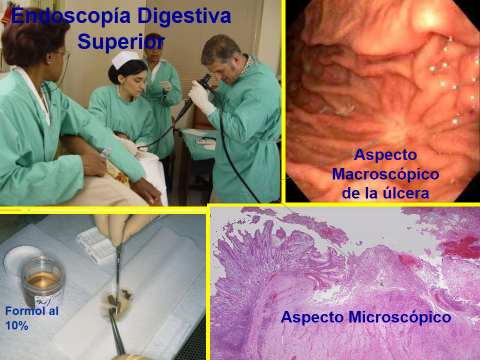 Endoscopía Digestiva
Superior
Aspecto
Macroscópico
de la úlcera
Formol al
10%
Aspecto Microscópico